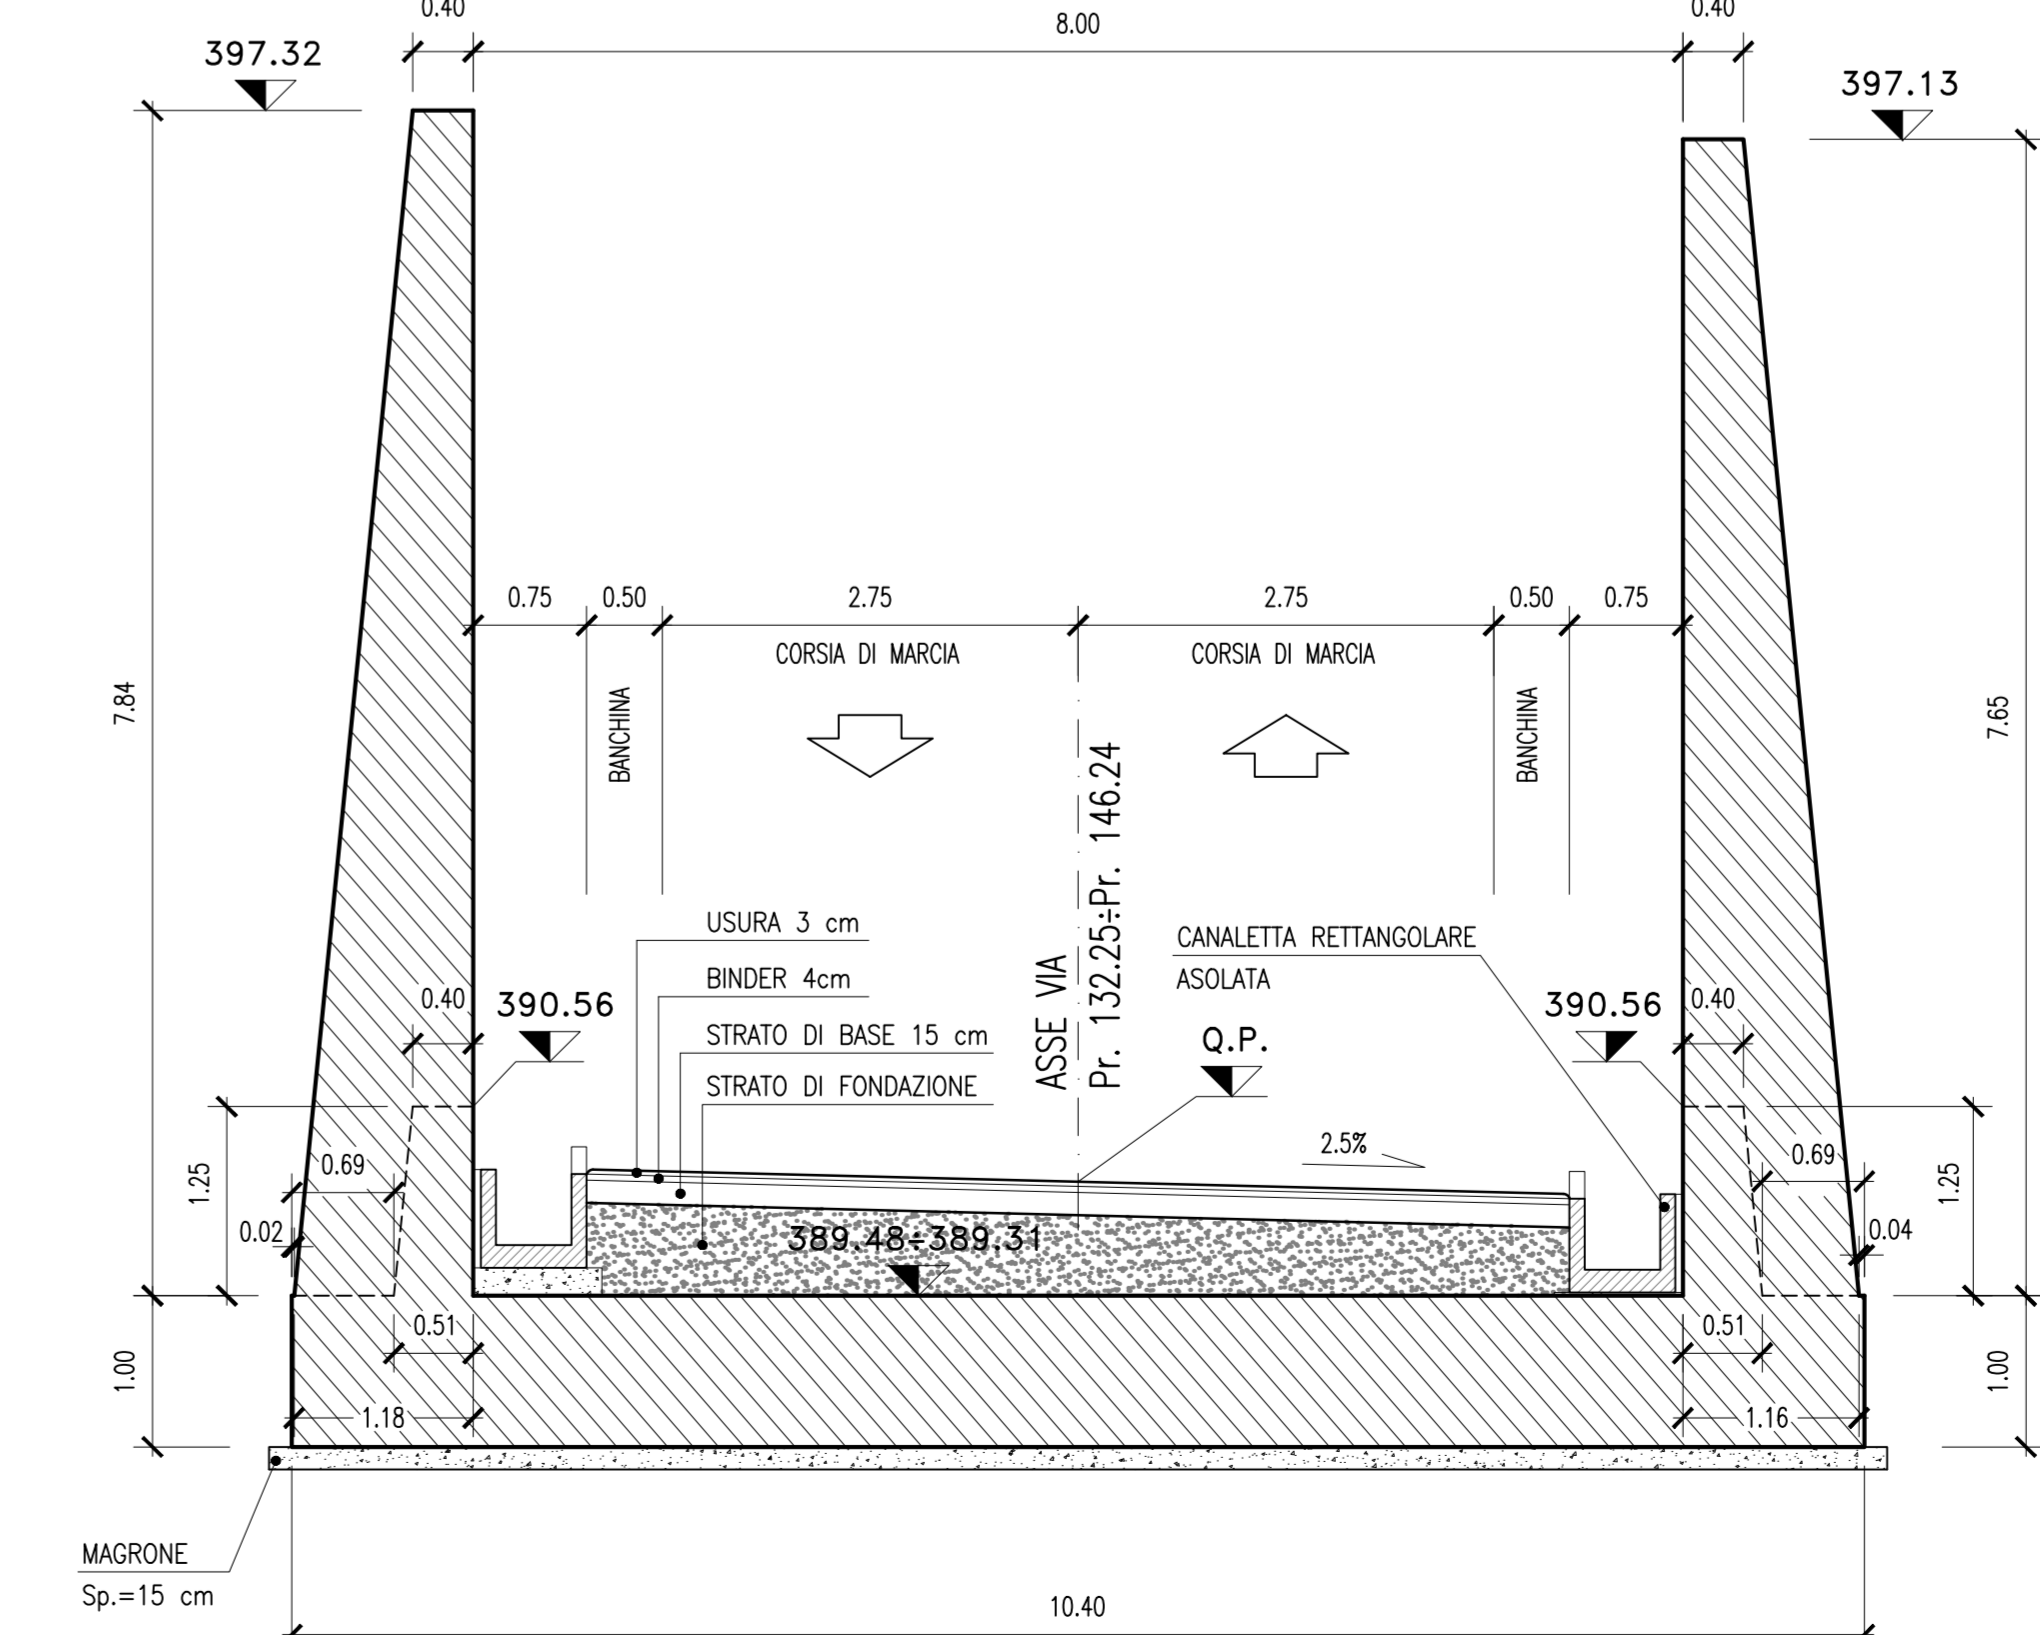 0.40
8.00
0.40
397.32
397.13
0.75
0.50
2.75
2.75
0.50
0.75
CORSIA DI MARCIA
CORSIA DI MARCIA
BANCHINA
BANCHINA
7.84
7.65
ASSE VIA
Pr. 132.25÷Pr. 146.24
USURA 3 cm
BINDER 4cm
STRATO DI BASE 15 cm
STRATO DI FONDAZIONE
CANALETTA RETTANGOLARE
ASOLATA
0.40
390.56
390.56
0.40
Q.P.
2.5%
1.25
0.69
0.69
1.25
0.02
0.04
389.48÷389.31
0.51
0.51
1.00
1.00
1.18
1.16
MAGRONE
Sp.=15 cm
10.40